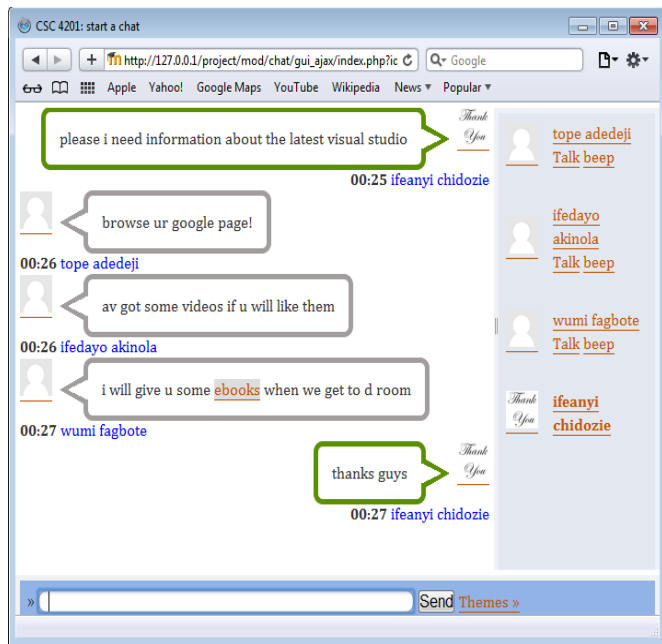 CSC 4201: start a chat
http://127.0.0.1/project/mod/chat/gui_ajax/index.php?ic
Google
Apple Yahoo! Google Maps YouTube Wikipedia News ▾ Popular ▾
Thank
You
please i need information about the latest visual studio
00:25 ifeanyi chidozie
browse ur google page!
00:26 tope adedeji
av got some videos if u will like them
00:26 ifedayo akinola
i will give u some ebooks when we get to d room
00:27 wumi fagbote
Thank
You
thanks guys
00:27 ifeanyi chidozie
tope adedeji
Talk beep
ifedayo
akinola
Talk beep
wumi fagbote
Talk beep
Thank
You
ifeanyi
chidozie
» Send Themes »